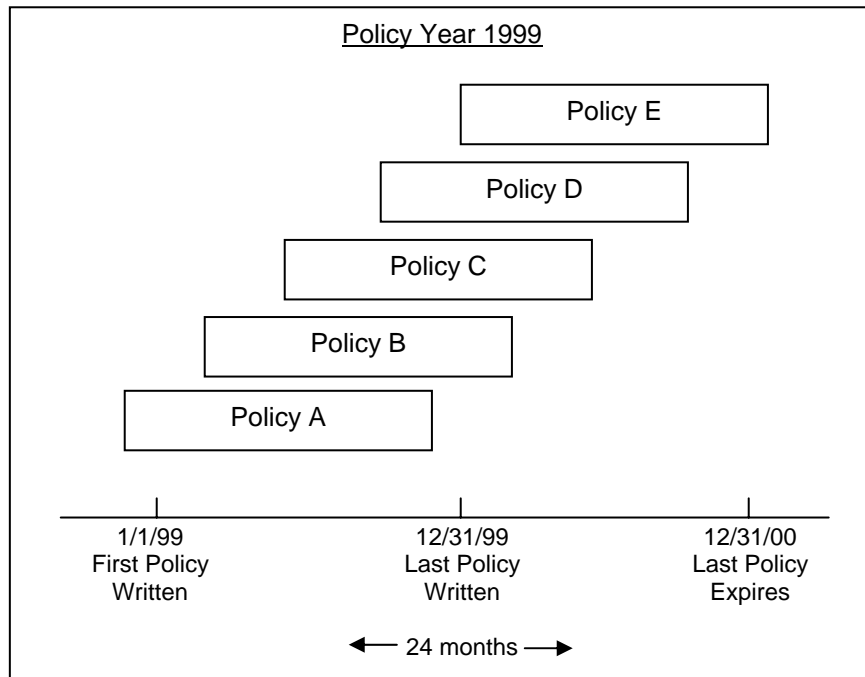 Policy Year 1999
Policy E
Policy D
Policy C
Policy B
Policy A
1/1/99
First Policy
Written
12/31/99
Last Policy
Written
12/31/00
Last Policy
Expires
24 months